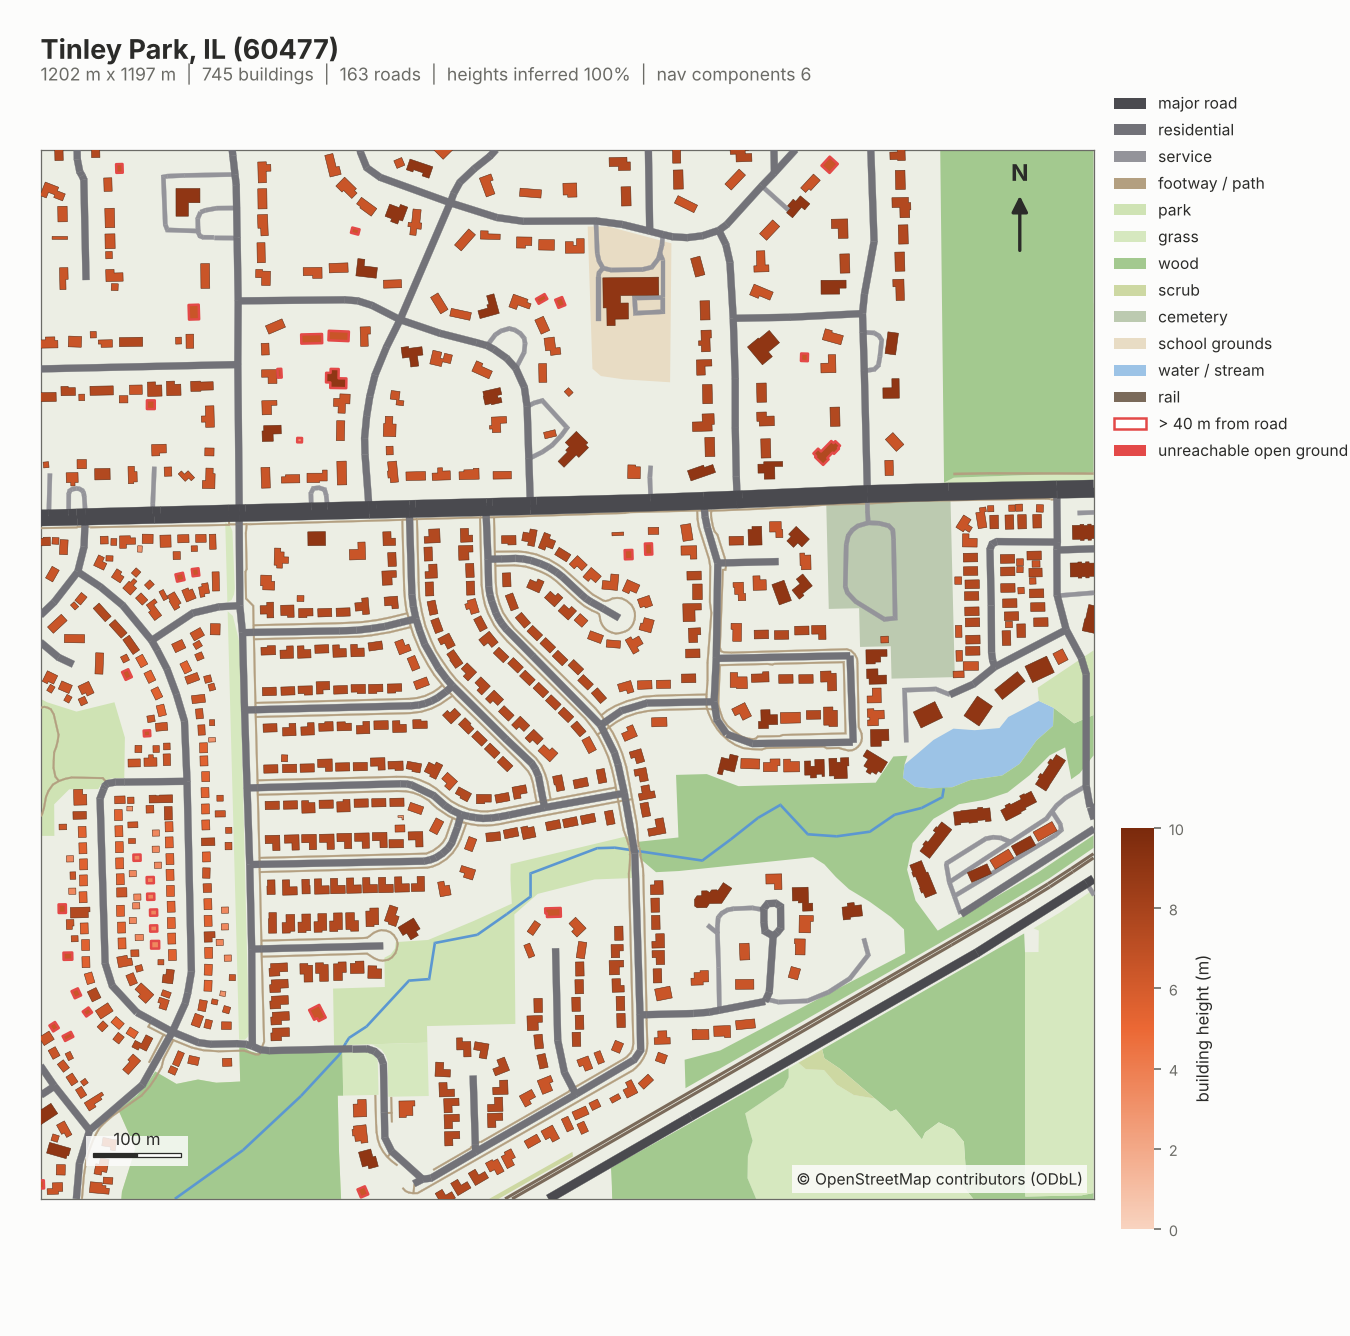 Tinley Park, IL (60477)
1202 m x 1197 m | 745 buildings | 163 roads | heights inferred 100% | nav components 6
major road
residential
service
footway / path
park
grass
wood
scrub
cemetery
school grounds
water / stream
rail
> 40 m from road
unreachable open ground
N
10
8
6
4
2
0
building height (m)
100 m
© OpenStreetMap contributors (ODbL)